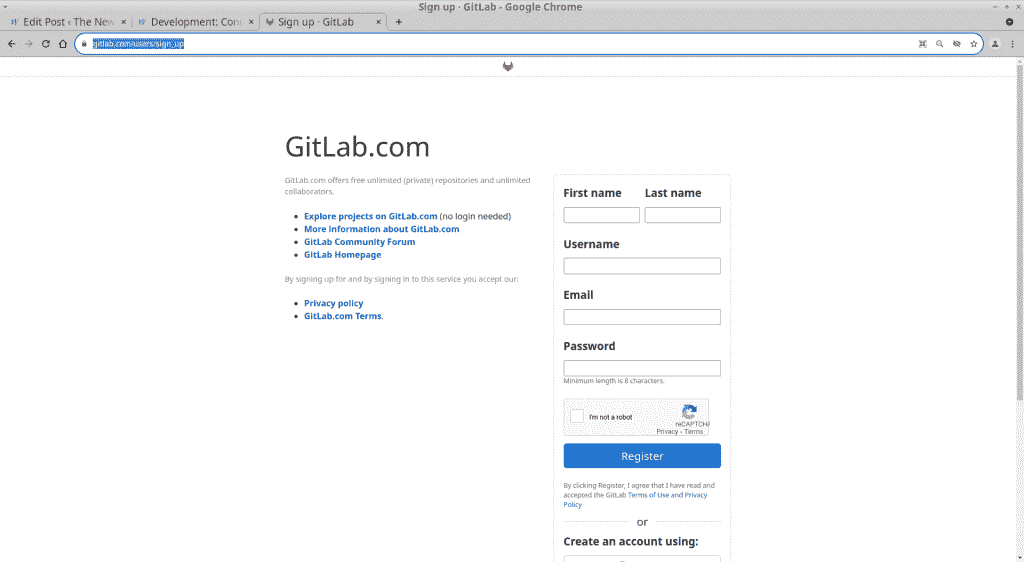 Sign up · GitLab - Google Chrome
Edit Post ‹ The New
Development: Con
Sign up · GitLab
gitlab.com/users/sign_up
GitLab.com
GitLab.com offers free unlimited (private) repositories and unlimited
collaborators.
Explore projects on GitLab.com (no login needed)
More information about GitLab.com
GitLab Community Forum
GitLab Homepage
By signing up for and by signing in to this service you accept our:
Privacy policy
GitLab.com Terms.
First name Last name
Username
Email
Password
Minimum length is 8 characters.
I'm not a robot
reCAPTCHA
Privacy - Terms
Register
By clicking Register, I agree that I have read and
accepted the GitLab Terms of Use and Privacy
Policy
or
Create an account using: